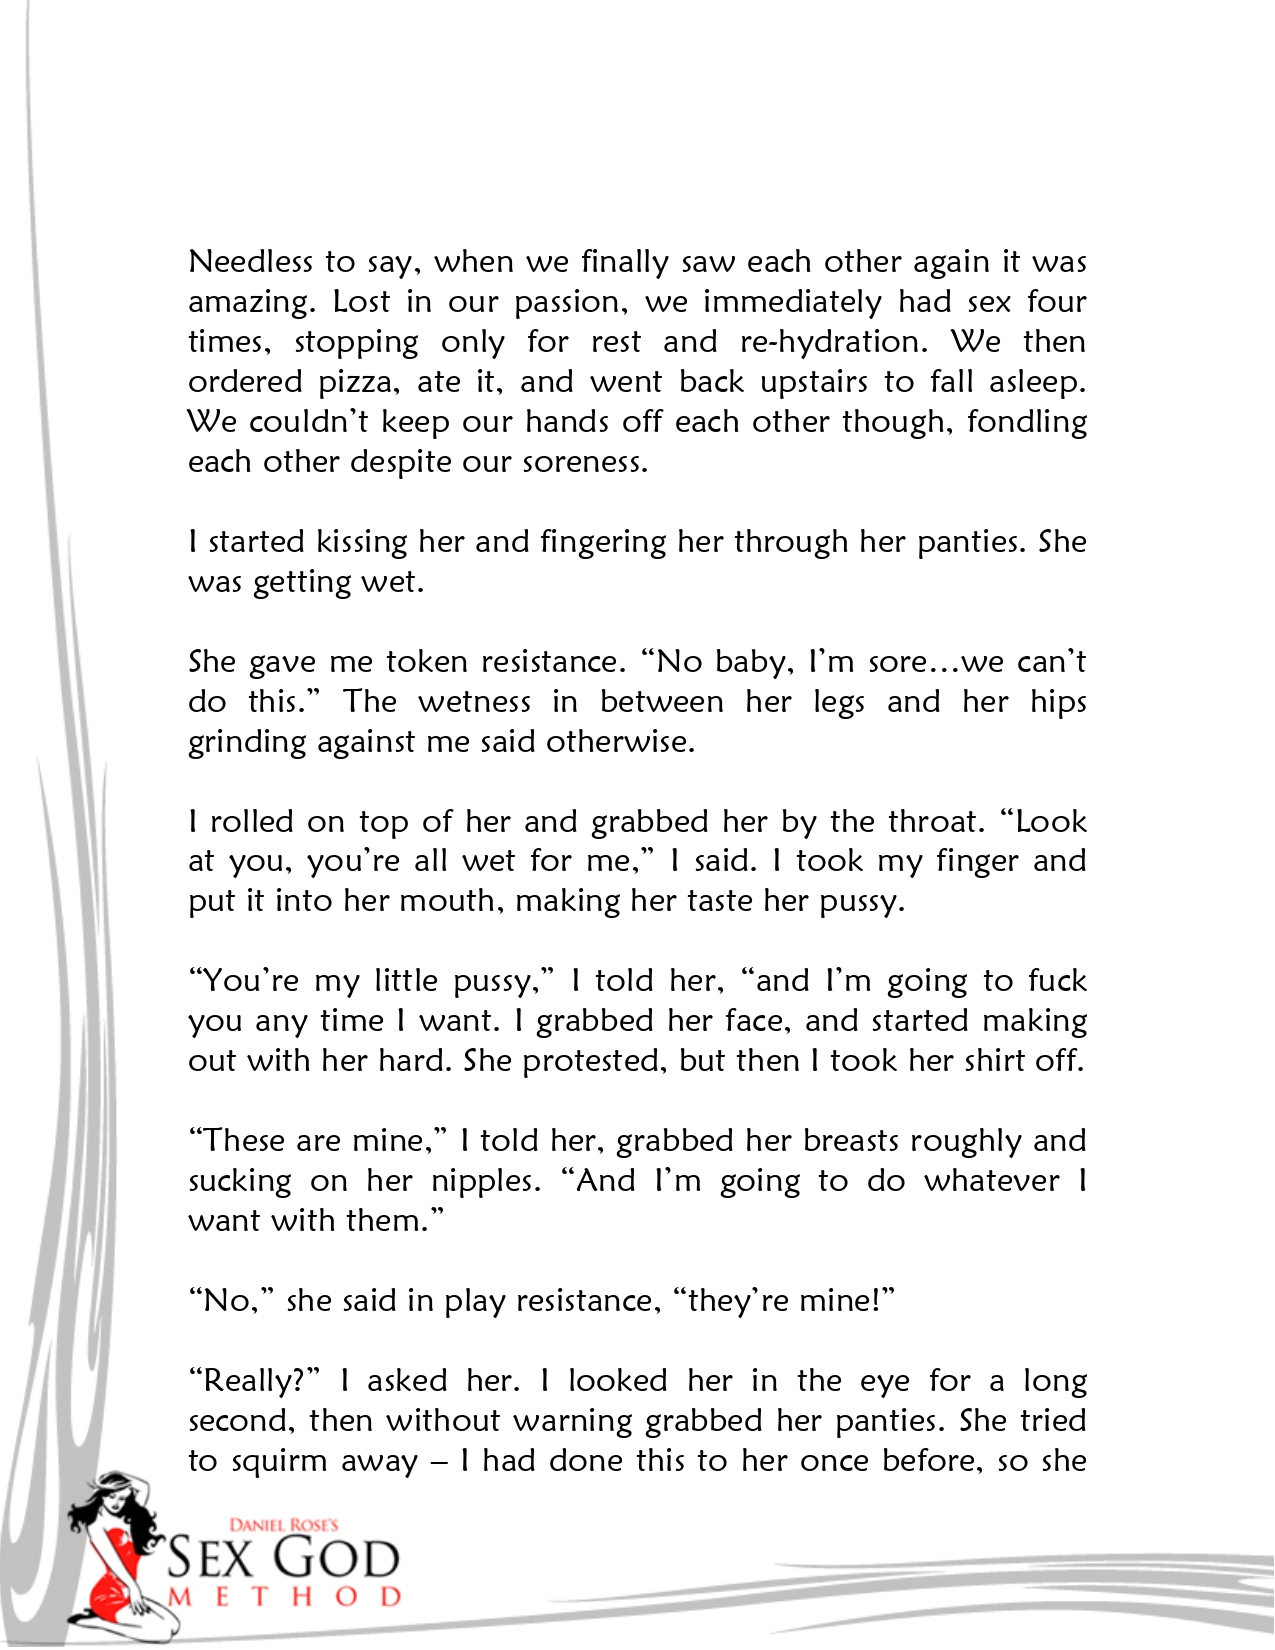 Needless to say, when we finally saw each other again it was
amazing. Lost in our passion, we immediately had sex four
times, stopping only for rest and re-hydration. We then
ordered pizza, ate it, and went back upstairs to fall asleep.
We couldn’t keep our hands off each other though, fondling
each other despite our soreness.
I started kissing her and fingering her through her panties. She
was getting wet.
She gave me token resistance. “No baby, I’m sore…we can’t
do this.” The wetness in between her legs and her hips
grinding against me said otherwise.
I rolled on top of her and grabbed her by the throat. “Look
at you, you’re all wet for me,” I said. I took my finger and
put it into her mouth, making her taste her pussy.
“You’re my little pussy,” I told her, “and I’m going to fuck
you any time I want. I grabbed her face, and started making
out with her hard. She protested, but then I took her shirt off.
“These are mine,” I told her, grabbed her breasts roughly and
sucking on her nipples. “And I’m going to do whatever I
want with them.”
“No,” she said in play resistance, “they’re mine!”
“Really?” I asked her. I looked her in the eye for a long
second, then without warning grabbed her panties. She tried
to squirm away – I had done this to her once before, so she
DANIEL ROSE'S
SEX GOD
METHOD